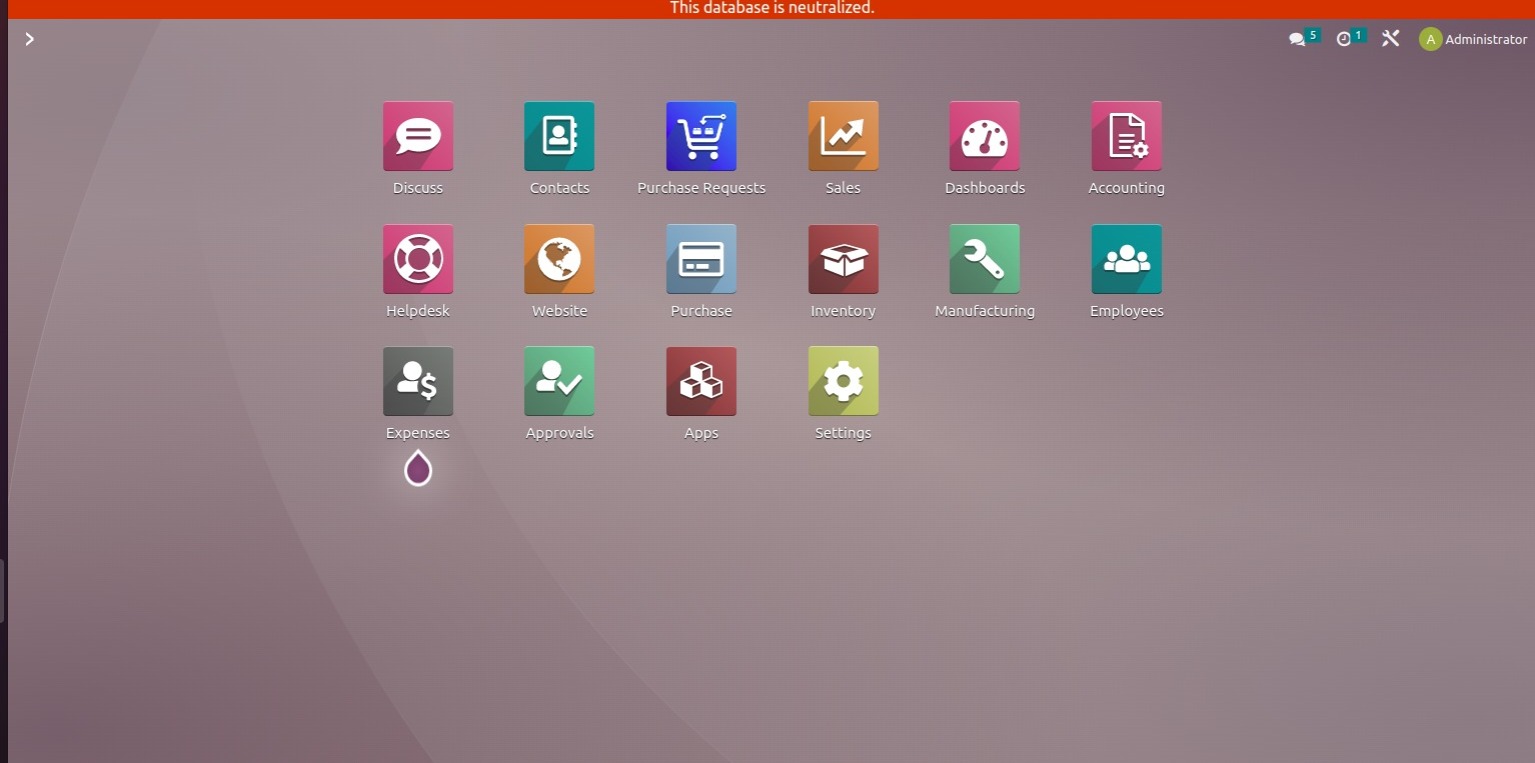 This database is neutralized.
5
1
A
Administrator
Discuss
Contacts
Purchase Requests
Sales
Dashboards
Accounting
Helpdesk
Website
Purchase
Inventory
Manufacturing
Employees
Expenses
Approvals
Apps
Settings